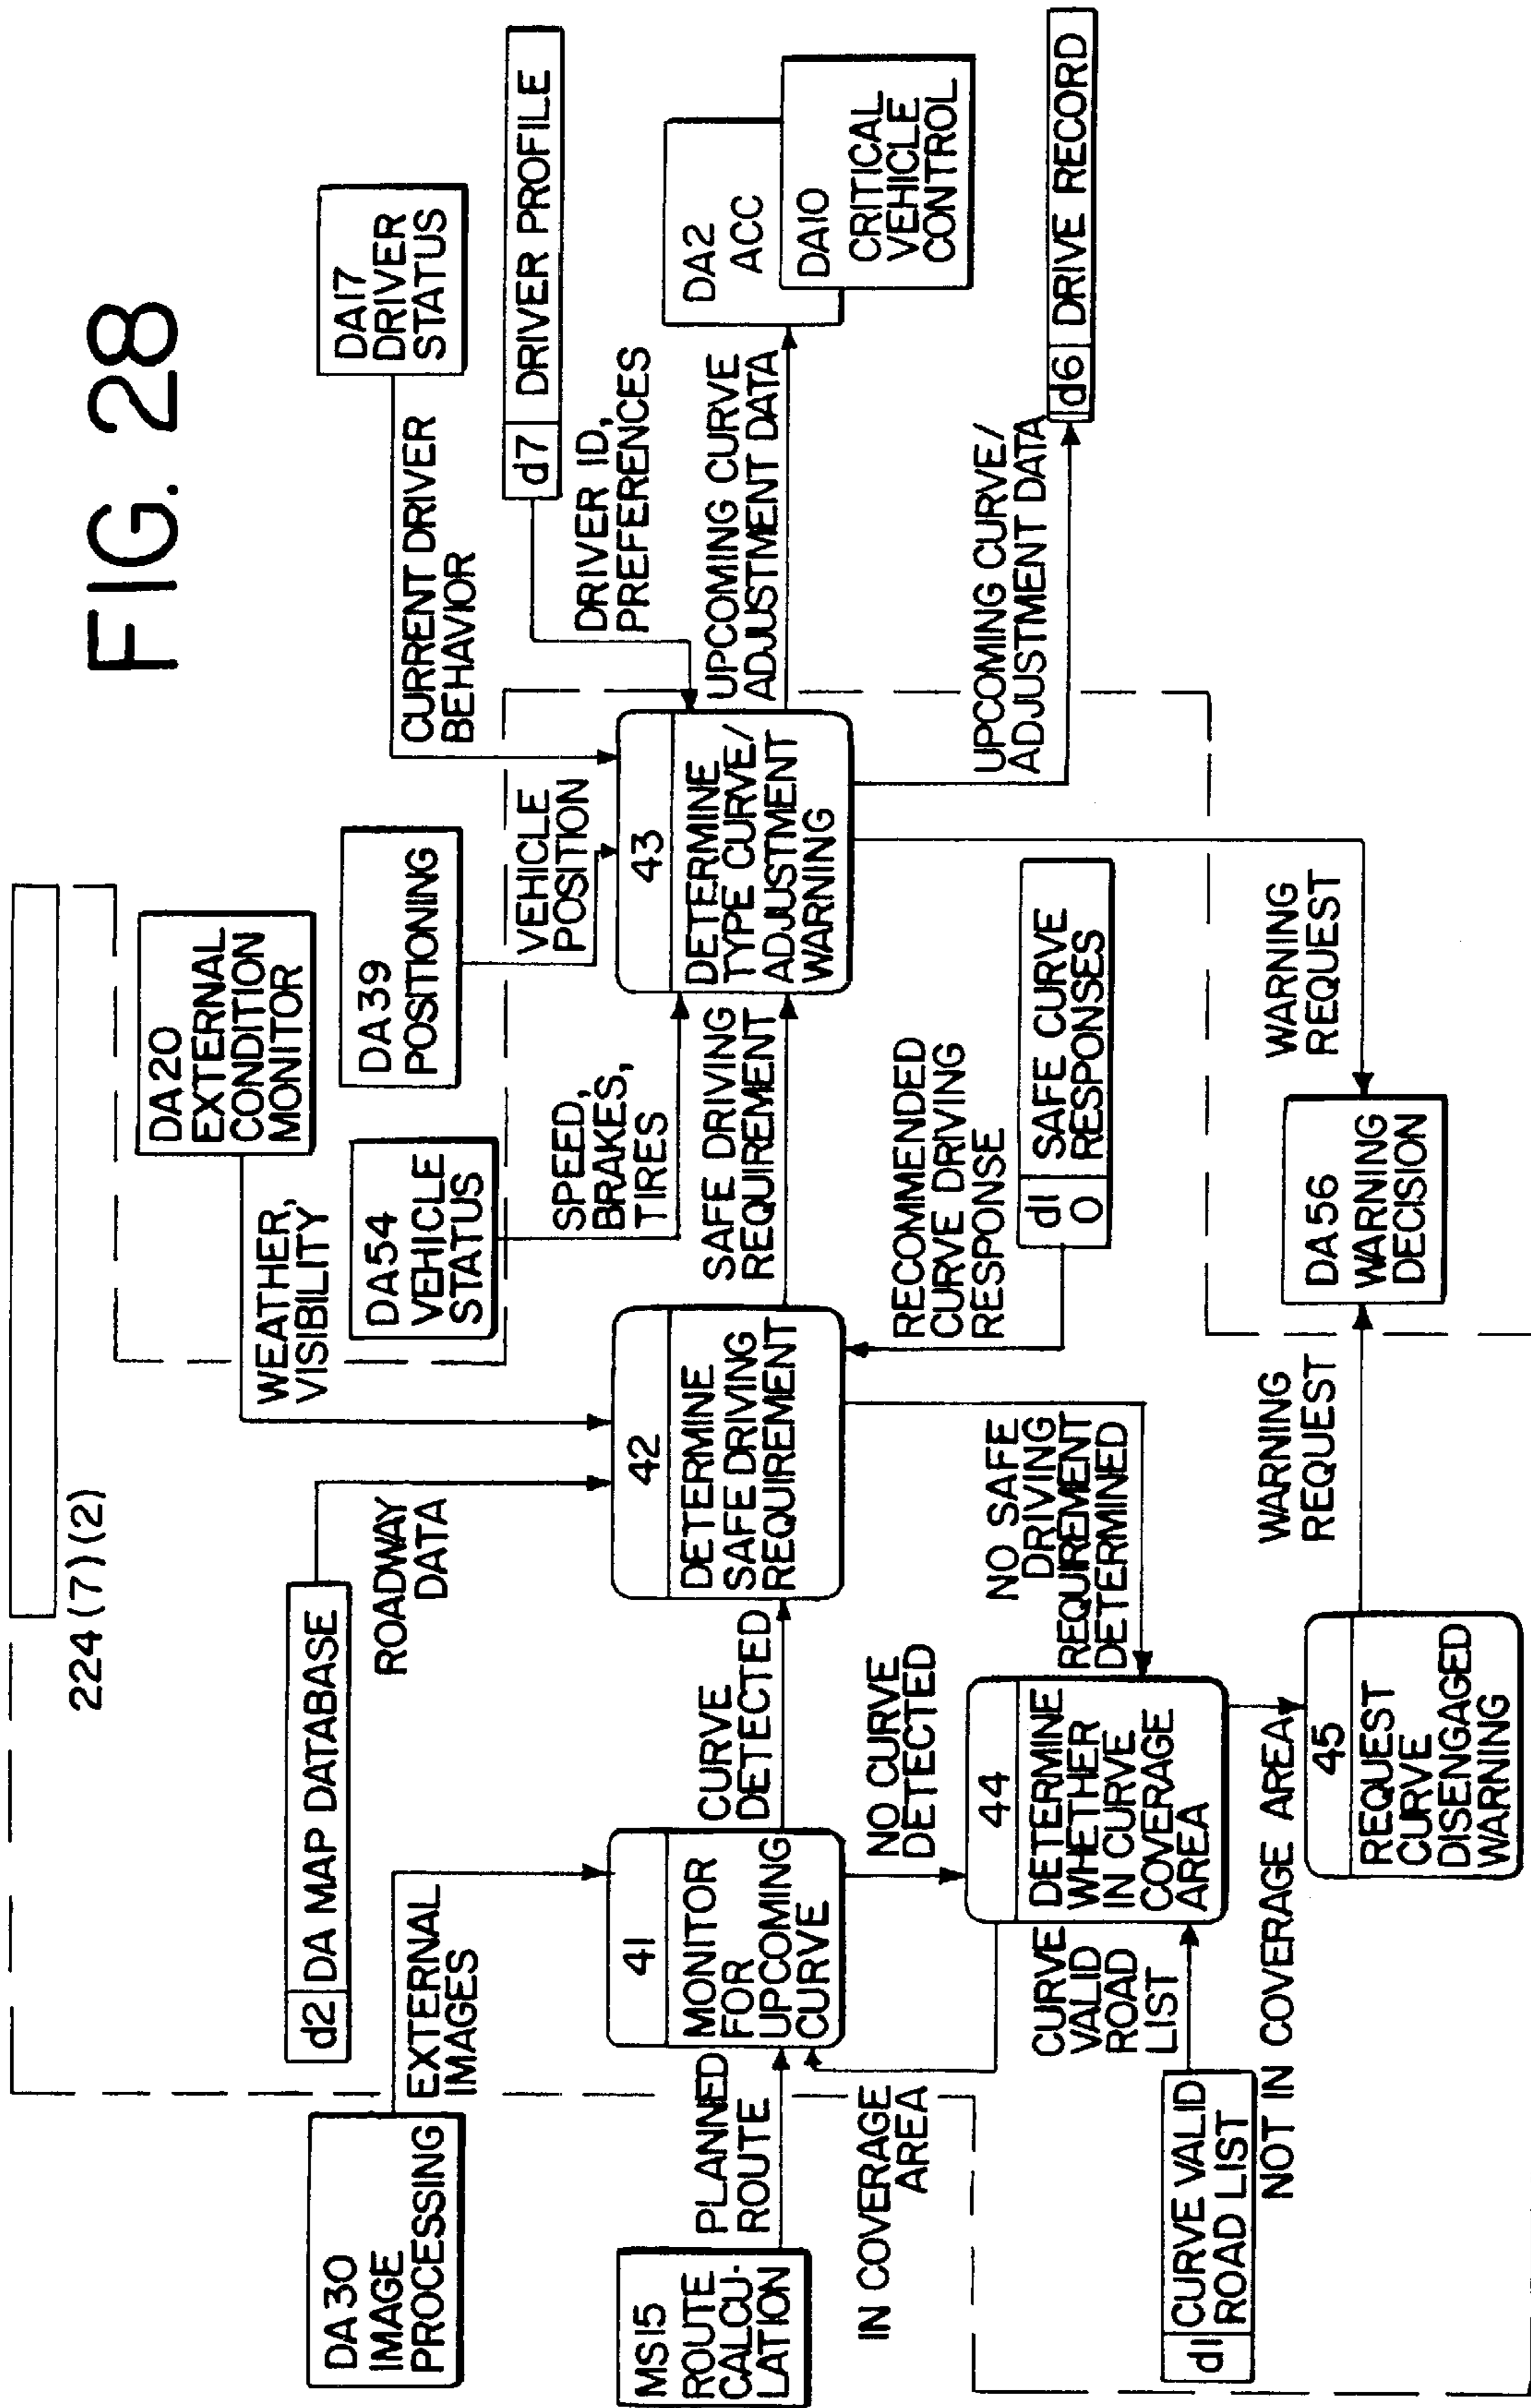 FIG. 28
224(7)(2)
DA30
IMAGE
PROCESSING
EXTERNAL
IMAGES
d2 DA MAP DATABASE
ROADWAY
DATA
DA20
EXTERNAL
CONDITION
MONITOR
WEATHER,
VISIBILITY
DA54
VEHICLE
STATUS
SPEED,
BRAKES,
TIRES
DA39
POSITIONING
VEHICLE
POSITION
DA17
DRIVER
STATUS
CURRENT DRIVER
BEHAVIOR
d7 DRIVER PROFILE
DRIVER ID,
PREFERENCES
MS15
ROUTE
CALCU-
LATION
PLANNED
ROUTE
41
MONITOR
FOR
UPCOMING
CURVE
CURVE
DETECTED
42
DETERMINE
SAFE DRIVING
REQUIREMENT
SAFE DRIVING
REQUIREMENT
43
DETERMINE
TYPE CURVE/
ADJUSTMENT
WARNING
UPCOMING CURVE
ADJUSTMENT DATA
DA2
ACC
DA10
CRITICAL
VEHICLE
CONTROL
UPCOMING CURVE/
ADJUSTMENT DATA
d6 DRIVE RECORD
IN COVERAGE
AREA
NO CURVE
DETECTED
NO SAFE
DRIVING
REQUIREMENT
DETERMINED
RECOMMENDED
CURVE DRIVING
RESPONSE
d1
0
SAFE CURVE
RESPONSES
44
DETERMINE
WHETHER
IN CURVE
COVERAGE
AREA
CURVE
VALID
ROAD
LIST
d1 CURVE VALID
ROAD LIST
NOT IN COVERAGE AREA
45
REQUEST
CURVE
DISENGAGED
WARNING
WARNING
REQUEST
DA56
WARNING
DECISION
WARNING
REQUEST